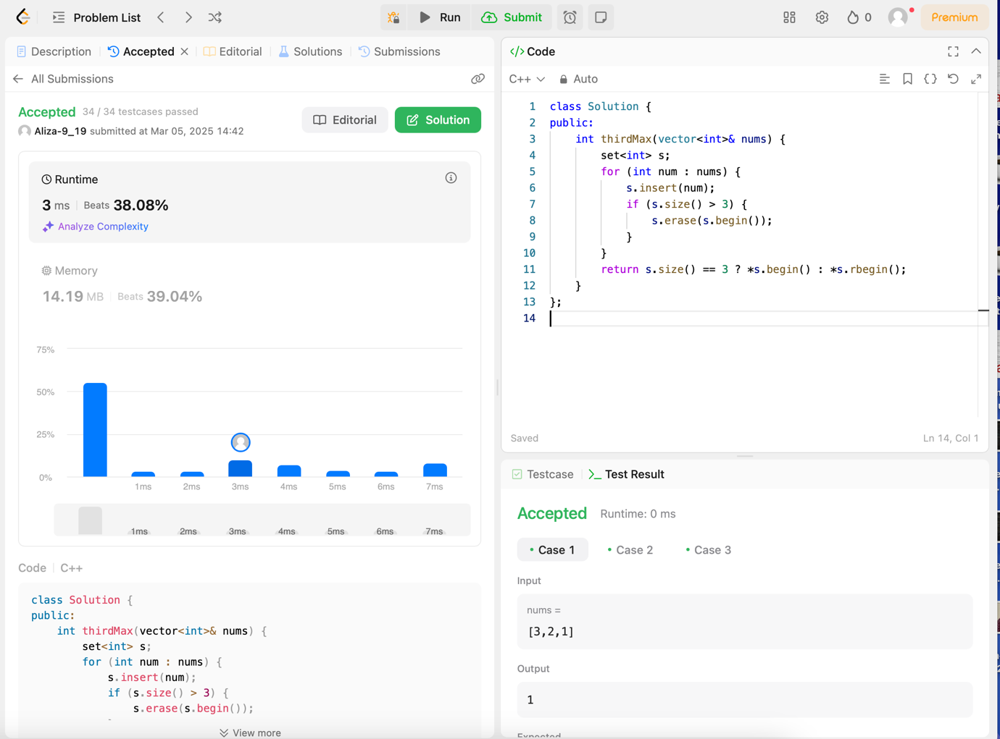 Problem List
Run
Submit
0
Premium
Description
Accepted
Editorial
Solutions
Submissions
All Submissions
Accepted 34 / 34 testcases passed
Aliza-9_19 submitted at Mar 05, 2025 14:42
Editorial
Solution
Runtime
3 ms Beats 38.08%
Analyze Complexity
Memory
14.19 MB Beats 39.04%
75%
50%
25%
0%
1ms 2ms 3ms 4ms 5ms 6ms 7ms
1ms 2ms 3ms 4ms 5ms 6ms 7ms
Code C++
class Solution {
public:
    int thirdMax(vector<int>& nums) {
        set<int> s;
        for (int num : nums) {
            s.insert(num);
            if (s.size() > 3) {
                s.erase(s.begin());
View more
</> Code
C++ Auto
1 class Solution {
2 public:
3     int thirdMax(vector<int>& nums) {
4         set<int> s;
5         for (int num : nums) {
6             s.insert(num);
7             if (s.size() > 3) {
8                 s.erase(s.begin());
9             }
10         }
11         return s.size() == 3 ? *s.begin() : *s.rbegin();
12     }
13 };
14
Saved Ln 14, Col 1
Testcase
>_ Test Result
Accepted Runtime: 0 ms
• Case 1 • Case 2 • Case 3
Input
nums =
[3,2,1]
Output
1
Expected